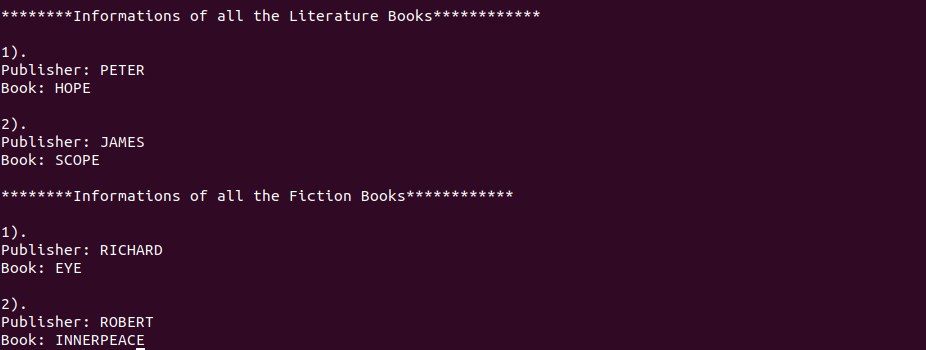 ********Informations of all the Literature Books************
1).
Publisher: PETER
Book: HOPE
2).
Publisher: JAMES
Book: SCOPE
********Informations of all the Fiction Books************
1).
Publisher: RICHARD
Book: EYE
2).
Publisher: ROBERT
Book: INNERPEACE